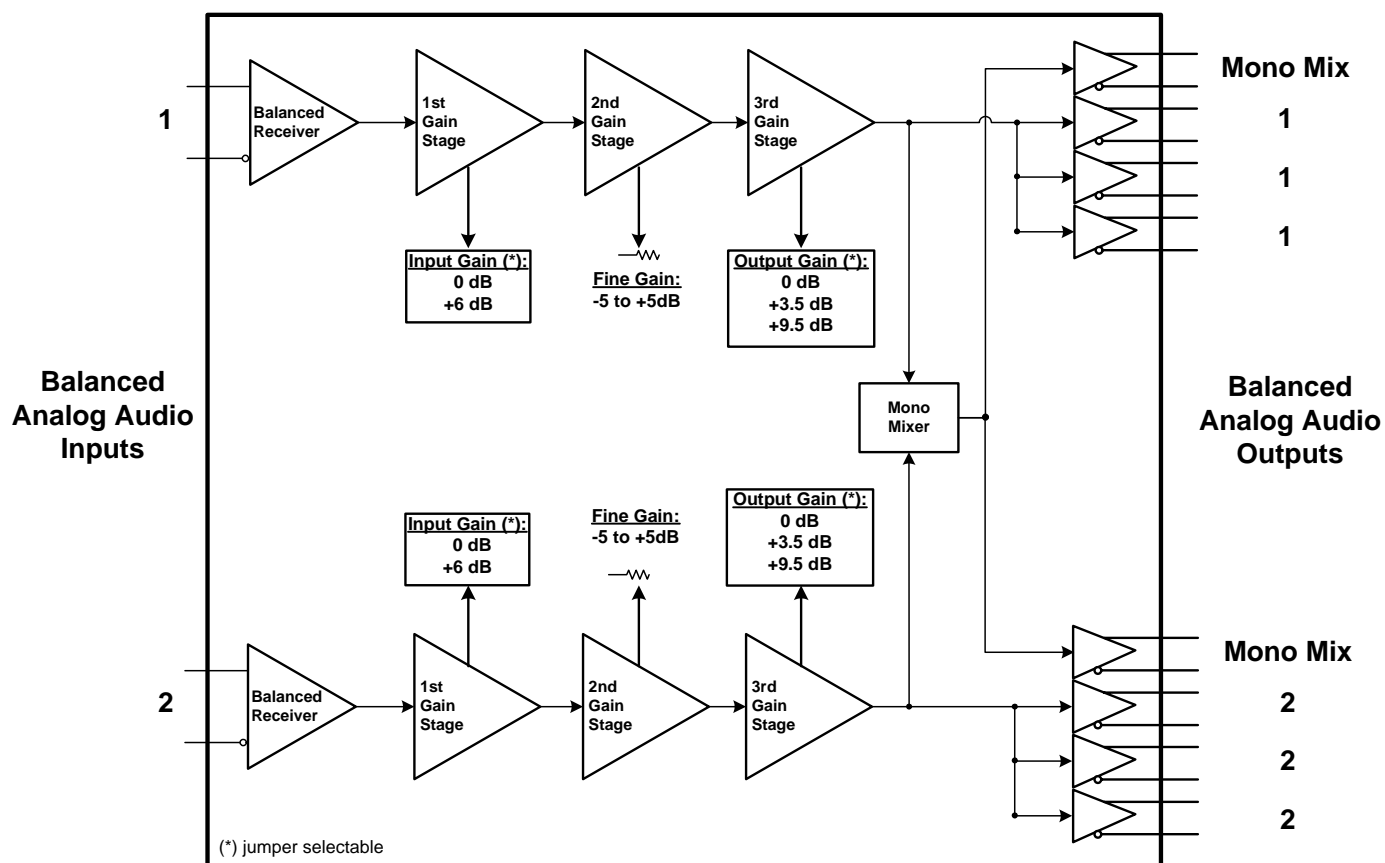 Mono Mix
1
1
1
1
Balanced
Receiver
1st
Gain
Stage
2nd
Gain
Stage
3rd
Gain
Stage
Input Gain (*):
0 dB
+6 dB
Fine Gain:
-5 to +5dB
Output Gain (*):
0 dB
+3.5 dB
+9.5 dB
Balanced
Analog Audio
Inputs
Mono
Mixer
Balanced
Analog Audio
Outputs
Input Gain (*):
0 dB
+6 dB
Fine Gain:
-5 to +5dB
Output Gain (*):
0 dB
+3.5 dB
+9.5 dB
2
Balanced
Receiver
1st
Gain
Stage
2nd
Gain
Stage
3rd
Gain
Stage
Mono Mix
2
2
2
(*) jumper selectable